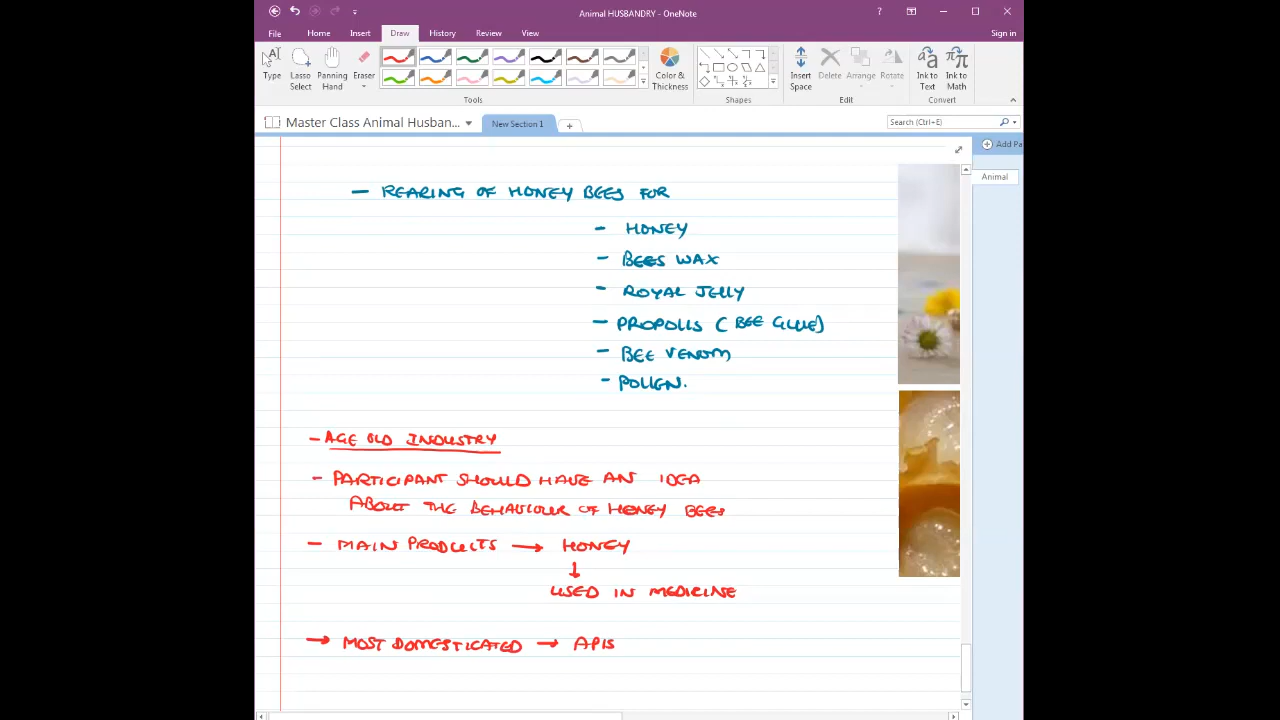 Animal HUSBANDRY - OneNote
?
File Home Insert Draw History Review View Sign in
Type
Lasso Select
Panning Hand
Eraser
Color & Thickness
Insert Space
Delete
Arrange
Rotate
Ink to Text
Ink to Math
Tools Shapes Edit Convert
Master Class Animal Husban... New Section 1 + Search (Ctrl+E)
+ Add Pa
Animal
- REARING OF HONEY BEES FOR
- HONEY
- BEES WAX
- ROYAL JELLY
- PROPOLIS (BEE GLUE)
- BEE VENOM
- POLLEN.
- AGE OLD INDUSTRY
- PARTICIPANT SHOULD HAVE AN IDEA
ABOUT THE BEHAVIOUR OF HONEY BEES
- MAIN PRODUCTS → HONEY
↓
USED IN MEDICINE
→ MOST DOMESTICATED → APIS